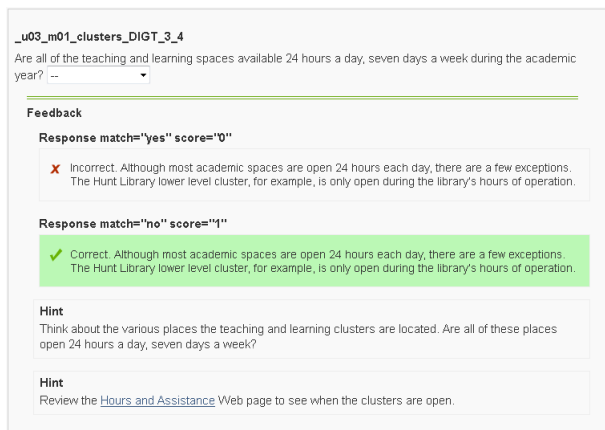 _u03_m01_clusters_DIGT_3_4
Are all of the teaching and learning spaces available 24 hours a day, seven days a week during the academic
year? --
Feedback
Response match="yes" score="0"
Incorrect. Although most academic spaces are open 24 hours each day, there are a few exceptions.
The Hunt Library lower level cluster, for example, is only open during the library's hours of operation.
Response match="no" score="1"
Correct. Although most academic spaces are open 24 hours each day, there are a few exceptions.
The Hunt Library lower level cluster, for example, is only open during the library's hours of operation.
Hint
Think about the various places the teaching and learning clusters are located. Are all of these places
open 24 hours a day, seven days a week?
Hint
Review the Hours and Assistance Web page to see when the clusters are open.